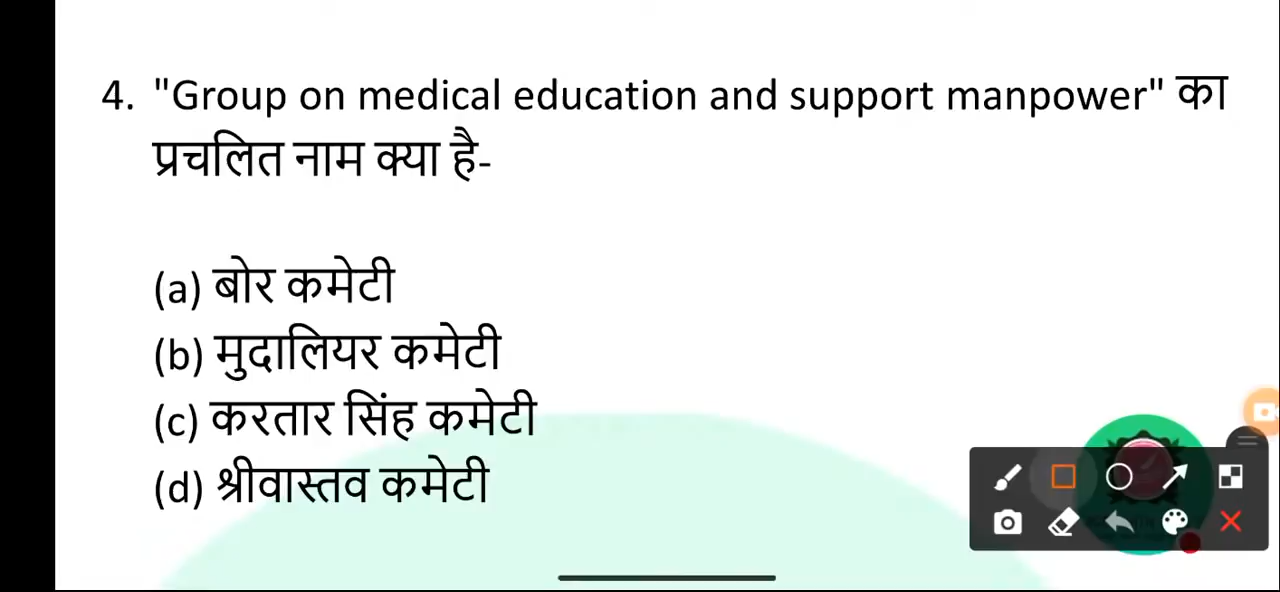 4. "Group on medical education and support manpower" का
प्रचलित नाम क्या है-
(a) बोर कमेटी
(b) मुदालियर कमेटी
(c) करतार सिंह कमेटी
(d) श्रीवास्तव कमेटी